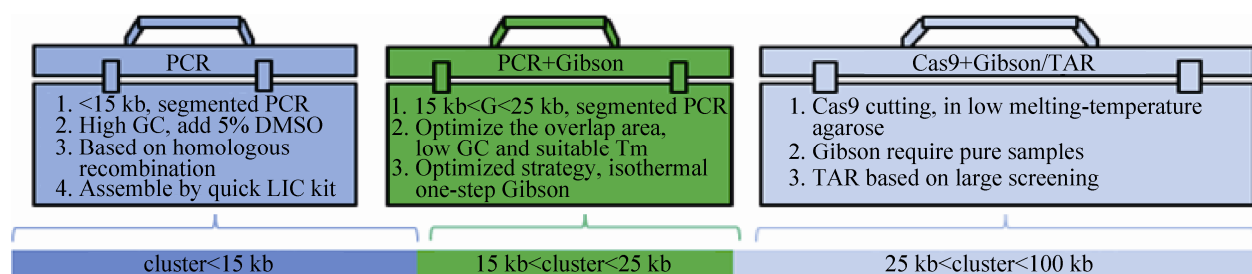 PCR
1. <15 kb, segmented PCR
2. High GC, add 5% DMSO
3. Based on homologous
recombination
4. Assemble by quick LIC kit
PCR+Gibson
1. 15 kb<G<25 kb, segmented PCR
2. Optimize the overlap area,
low GC and suitable Tm
3. Optimized strategy, isothermal
one-step Gibson
Cas9+Gibson/TAR
1. Cas9 cutting, in low melting-temperature
agarose
2. Gibson require pure samples
3. TAR based on large screening
cluster<15 kb
15 kb<cluster<25 kb
25 kb<cluster<100 kb